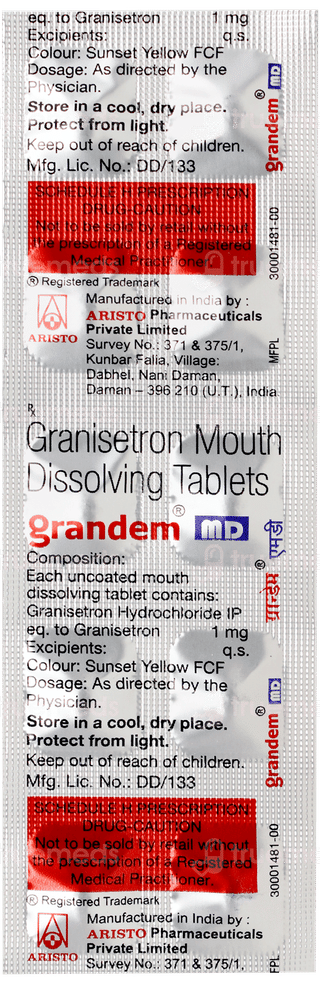 eq. to Granisetron 1 mg
Excipients: q.s.
Colour: Sunset Yellow FCF
Dosage: As directed by the
Physician.
Store in a cool, dry place.
Protect from light.
Keep out of reach of children.
Mfg. Lic. No.: DD/133
grandem® MD
SCHEDULE H PRESCRIPTION
DRUG-CAUTION
Not to be sold by retail without
the prescription of a Registered
Medical Practitioner.
30001481-00
® Registered Trademark
ARISTO
Manufactured in India by :
ARISTO Pharmaceuticals
Private Limited
Survey No.: 371 & 375/1,
Kunbar Falia, Village:
Dabhel, Nani Daman,
Daman – 396 210 (U.T.), India
MFPL
℞
Granisetron Mouth
Dissolving Tablets
grandem® MD
ग्रान्डेम® एमडी
Composition:
Each uncoated mouth
dissolving tablet contains:
Granisetron Hydrochloride IP
eq. to Granisetron 1 mg
Excipients: q.s.
Colour: Sunset Yellow FCF
Dosage: As directed by the
Physician.
Store in a cool, dry place.
Protect from light.
Keep out of reach of children.
Mfg. Lic. No.: DD/133
grandem® MD
SCHEDULE H PRESCRIPTION
DRUG-CAUTION
Not to be sold by retail without
the prescription of a Registered
Medical Practitioner.
30001481-00
® Registered Trademark
ARISTO
Manufactured in India by :
ARISTO Pharmaceuticals
Private Limited
Survey No.: 371 & 375/1,
FPL